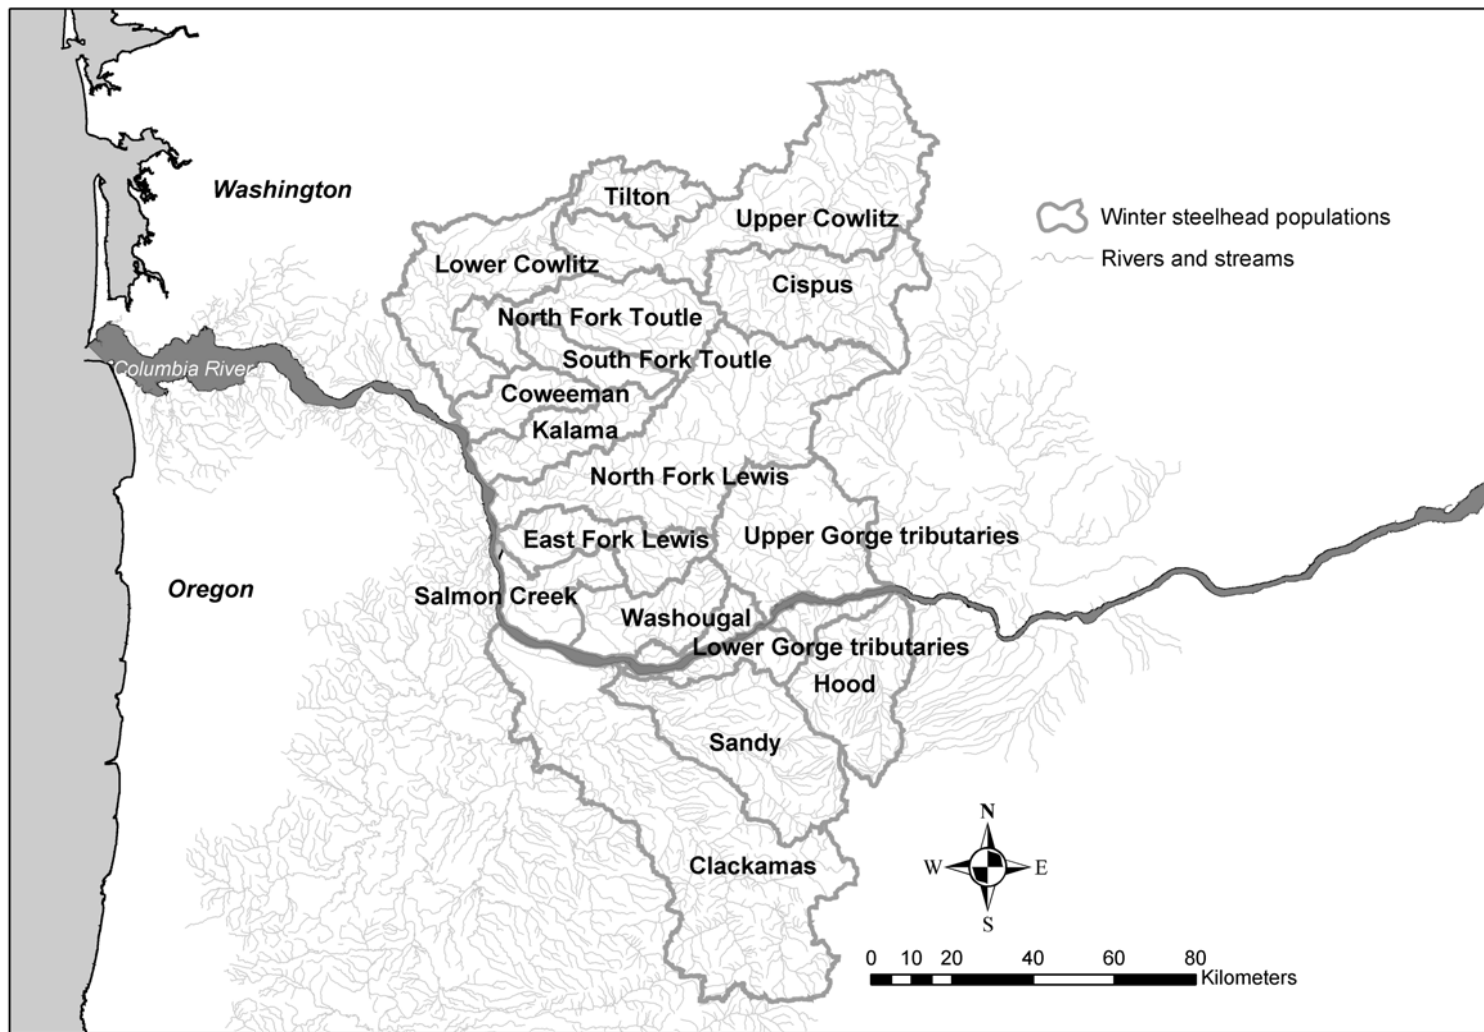 Washington
Tilton
Upper Cowlitz
Winter steelhead populations
Rivers and streams
Lower Cowlitz
Cispus
North Fork Toutle
South Fork Toutle
Columbia River
Coweeman
Kalama
North Fork Lewis
East Fork Lewis
Upper Gorge tributaries
Oregon
Salmon Creek
Washougal
Lower Gorge tributaries
Hood
Sandy
Clackamas
N
W
E
S
0 10 20 40 60 80
Kilometers